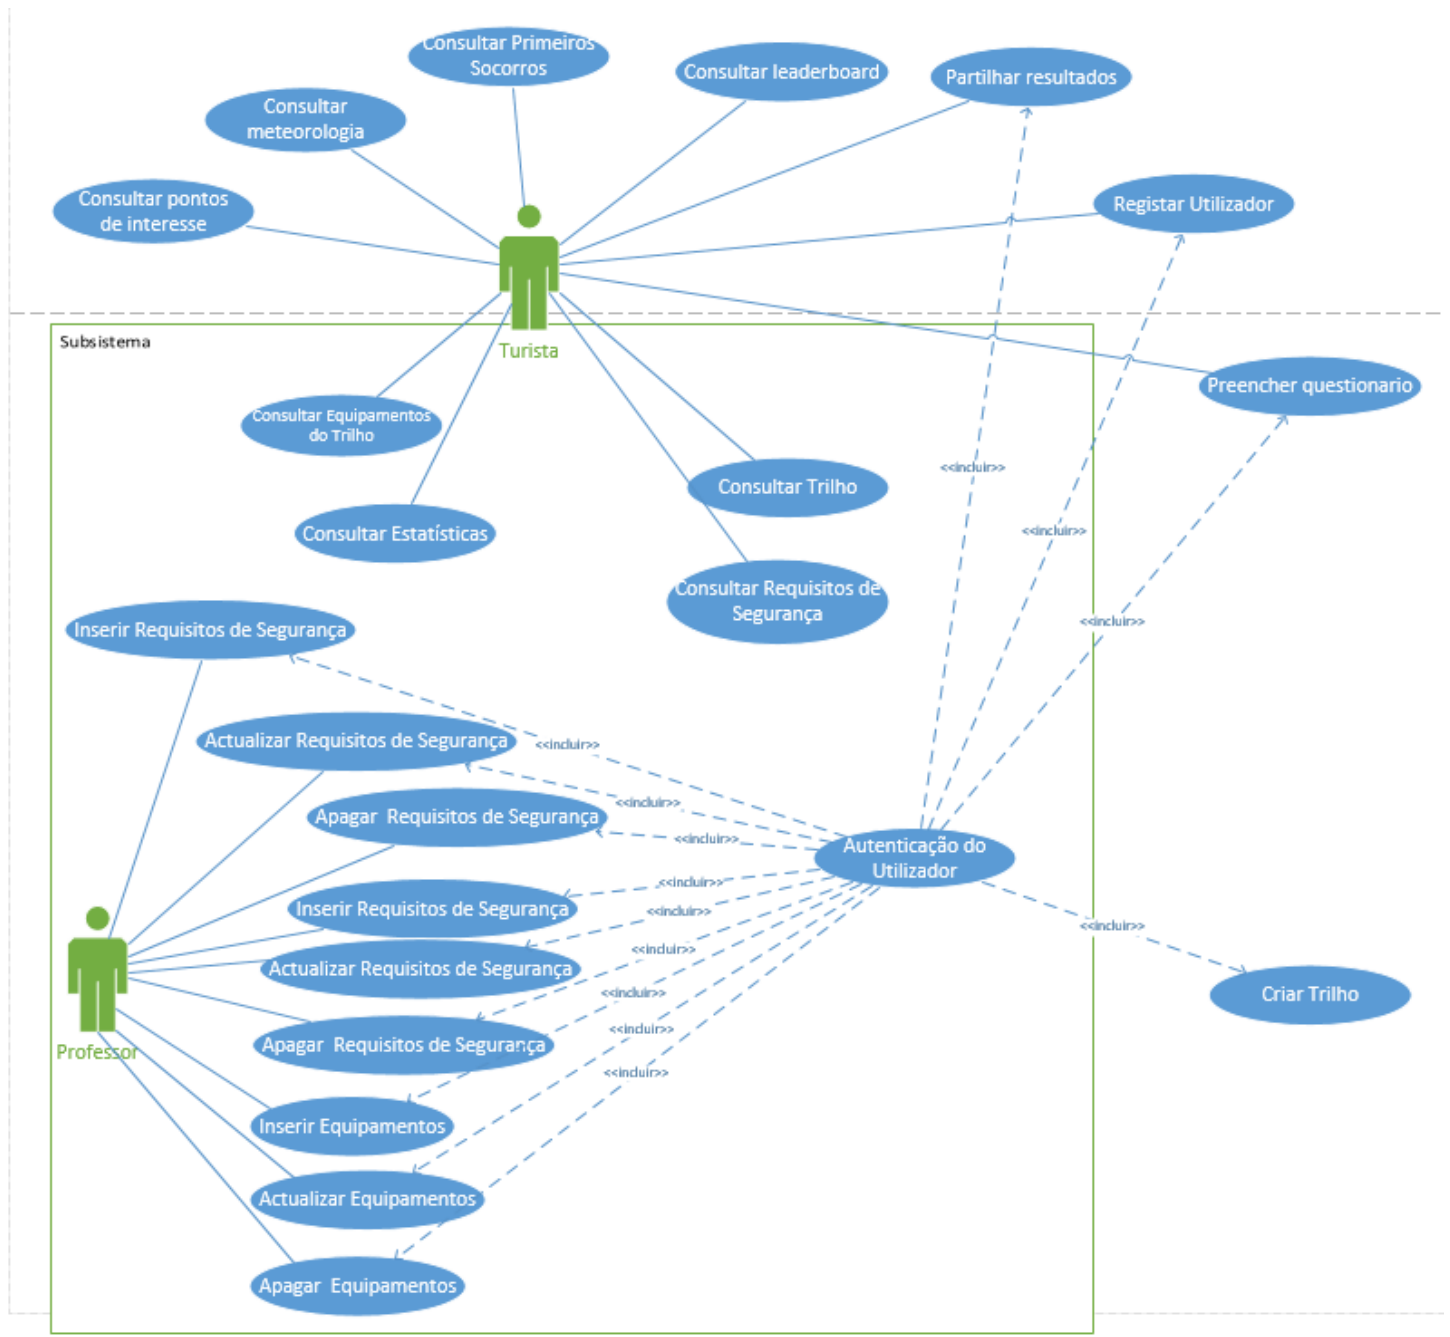 Consultar Primeiros
Socorros
Consultar leaderboard
Partilhar resultados
Consultar
meteorologia
Consultar pontos
de interesse
Registar Utilizador
Subsistema
Turista
Preencher questionario
Consultar Equipamentos
do Trilho
Consultar Trilho
<<incluir>>
Consultar Estatísticas
<<incluir>>
Consultar Requisitos de
Segurança
<<incluir>>
Inserir Requisitos de Segurança
Actualizar Requisitos de Segurança
<<incluir>>
<<incluir>>
Apagar Requisitos de Segurança
<<incluir>>
Autenticação do
Utilizador
<<incluir>>
Inserir Requisitos de Segurança
<<incluir>>
<<incluir>>
<<incluir>>
Actualizar Requisitos de Segurança
<<incluir>>
Criar Trilho
<<incluir>>
Apagar Requisitos de Segurança
Professor
<<incluir>>
Inserir Equipamentos
Actualizar Equipamentos
Apagar Equipamentos